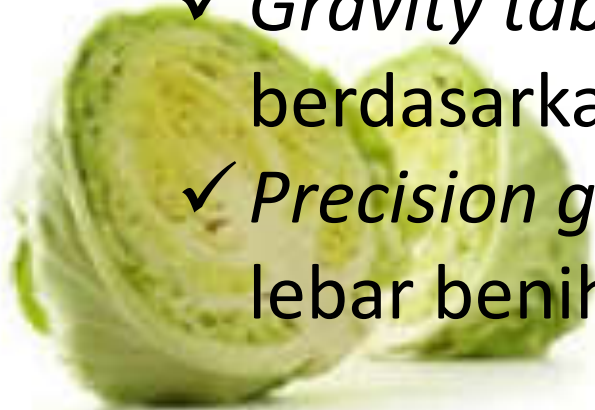 ✓ Gravity tab
berdasarka
✓ Precision g
lebar benih